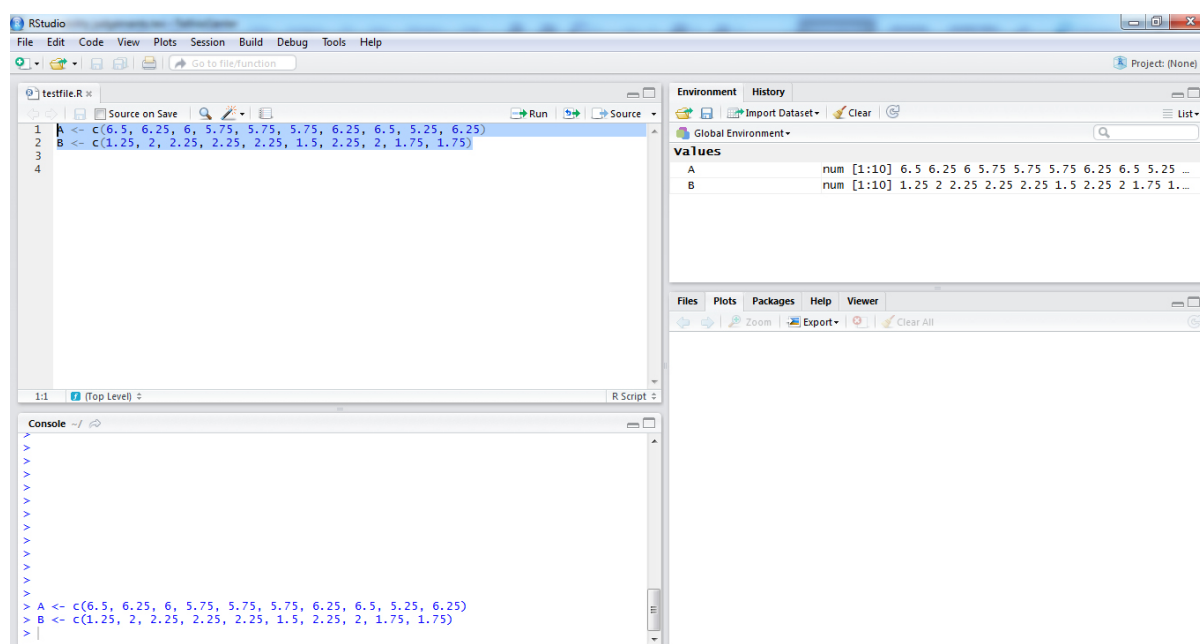 RStudio
File Edit Code View Plots Session Build Debug Tools Help
Go to file/function
Project: (None)
testfile.R
Source on Save
Run
Source
1 A <- c(6.5, 6.25, 6, 5.75, 5.75, 5.75, 6.25, 6.5, 5.25, 6.25)
2 B <- c(1.25, 2, 2.25, 2.25, 2.25, 1.5, 2.25, 2, 1.75, 1.75)
3
4
1:1 (Top Level) R Script
Console ~/
>
>
>
>
>
>
>
>
>
>
>
>
>
> A <- c(6.5, 6.25, 6, 5.75, 5.75, 5.75, 6.25, 6.5, 5.25, 6.25)
> B <- c(1.25, 2, 2.25, 2.25, 2.25, 1.5, 2.25, 2, 1.75, 1.75)
>
Environment History
Import Dataset Clear List
Global Environment
Values
A num [1:10] 6.5 6.25 6 5.75 5.75 5.75 6.25 6.5 5.25 ...
B num [1:10] 1.25 2 2.25 2.25 2.25 1.5 2.25 2 1.75 1...
Files Plots Packages Help Viewer
Zoom Export Clear All